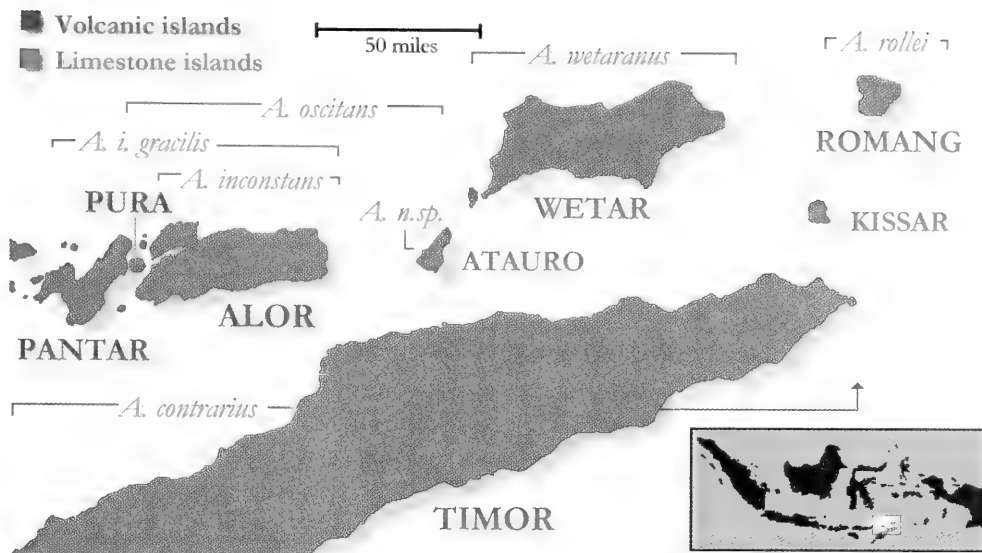 Volcanic islands
Limestone islands
50 miles
A. wetaranus
A. rollei
A. oscitans
A. i. gracilis
A. inconstans
ROMANG
PURA
A. n.sp.
WETAR
KISSAR
ATAURO
ALOR
PANTAR
A. contrarius
TIMOR